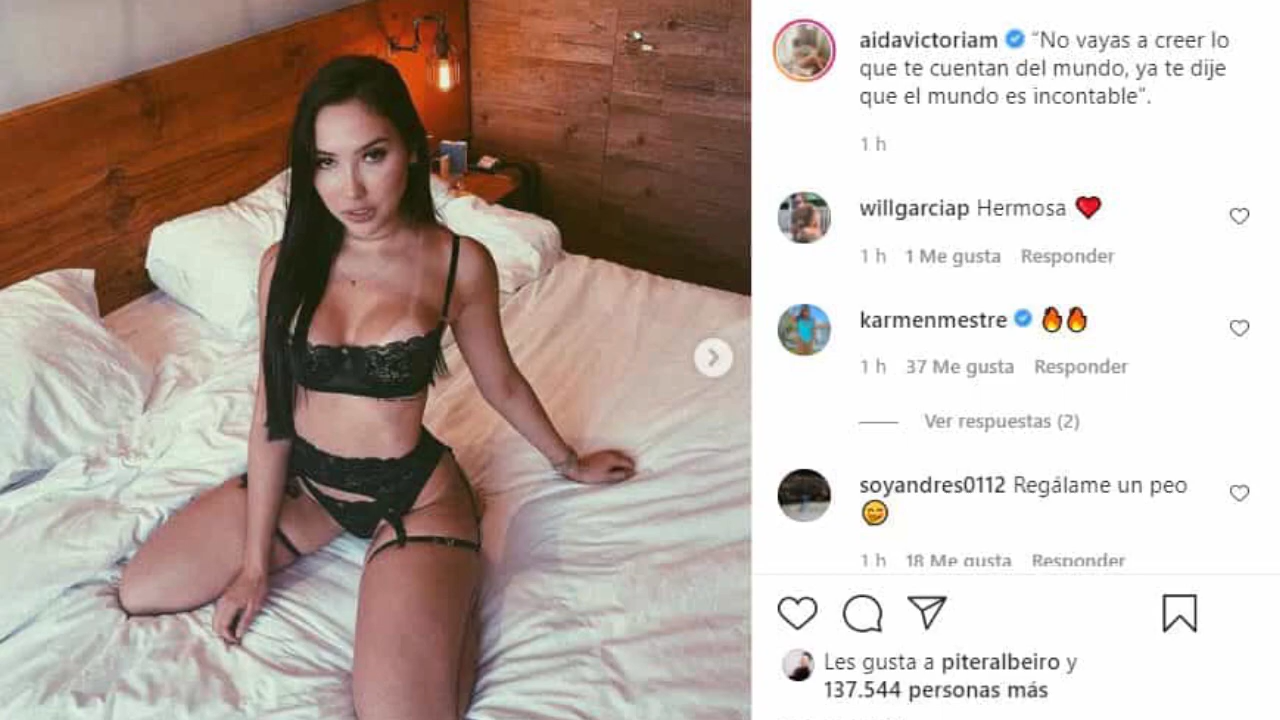 aidavictoriam “No vayas a creer lo
que te cuentan del mundo, ya te dije
que el mundo es incontable”.
1 h
willgarciap Hermosa ❤️
1 h 1 Me gusta Responder
karmenmestre 🔥🔥
1 h 37 Me gusta Responder
Ver respuestas (2)
soyandres0112 Regálame un peo
😁
1 h 18 Me gusta Responder
Les gusta a piteralbeiro y
137.544 personas más